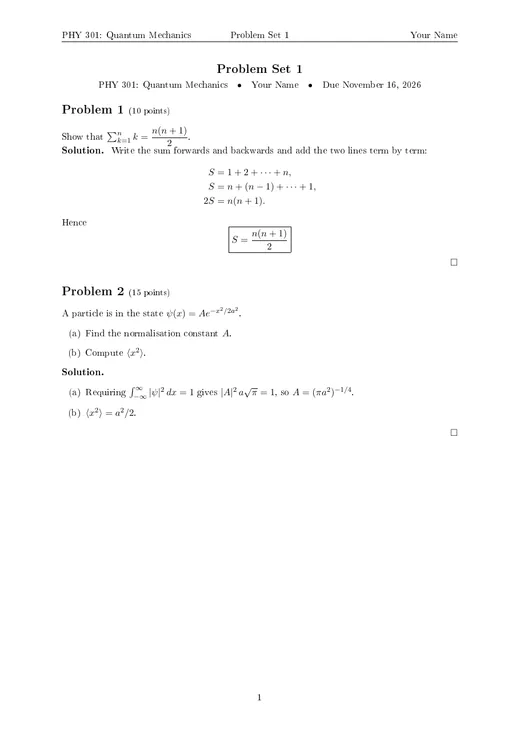 PHY 301: Quantum Mechanics Problem Set 1 Your Name
Problem Set 1
PHY 301: Quantum Mechanics • Your Name • Due November 16, 2026
Problem 1 (10 points)
Show that ∑ₖ₌₁ⁿ k = n(n + 1)/2.
Solution. Write the sum forwards and backwards and add the two lines term by term:
S = 1 + 2 + · · · + n,
S = n + (n − 1) + · · · + 1,
2S = n(n + 1).
Hence
S = n(n + 1)/2
□
Problem 2 (15 points)
A particle is in the state ψ(x) = Ae^{−x²/2a²}.
(a) Find the normalisation constant A.
(b) Compute ⟨x²⟩.
Solution.
(a) Requiring ∫_{−∞}^{∞} |ψ|² dx = 1 gives |A|² a√π = 1, so A = (πa²)^{−1/4}.
(b) ⟨x²⟩ = a²/2.
□
1